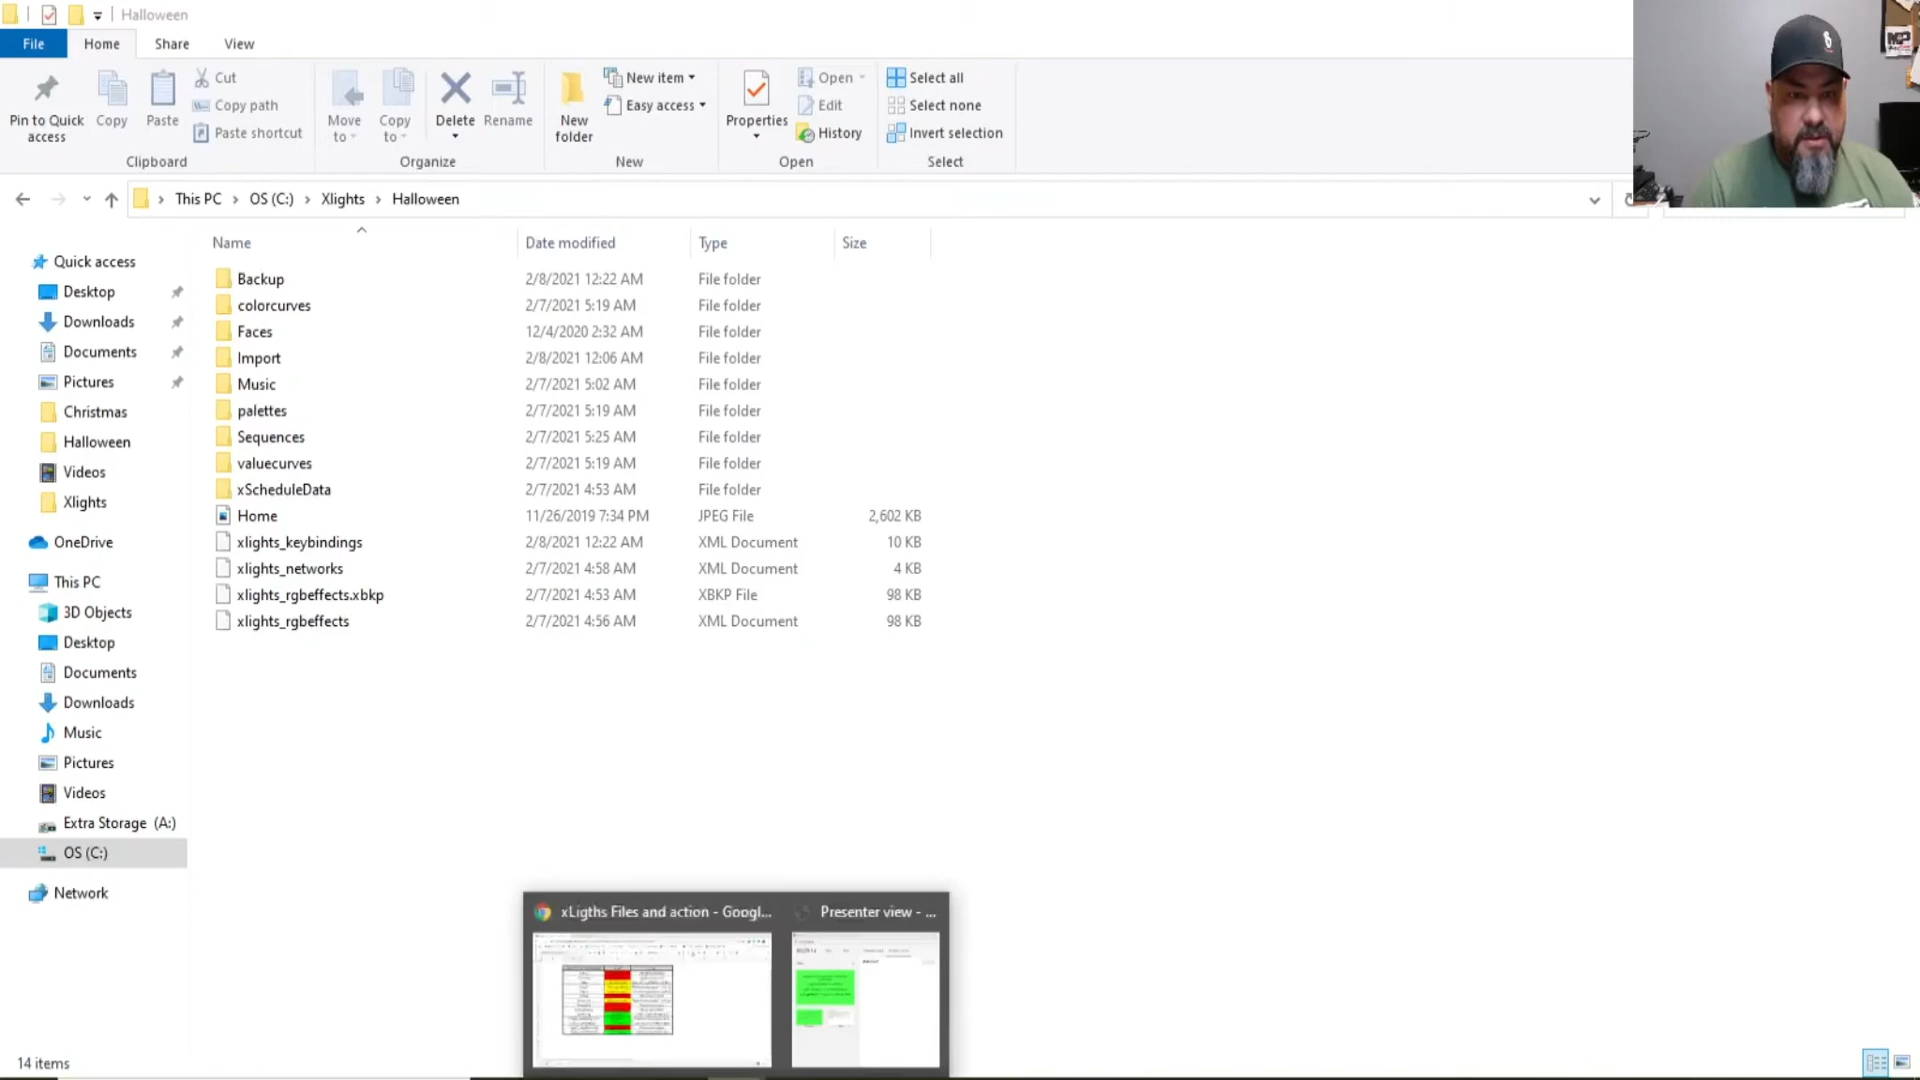 Halloween
File Home Share View
Pin to Quick access
Copy
Paste
Cut
Copy path
Paste shortcut
Clipboard
Move to
Copy to
Delete
Rename
Organize
New folder
New item
Easy access
New
Properties
Open
Edit
History
Open
Select all
Select none
Invert selection
Select
This PC > OS (C:) > Xlights > Halloween
Name Date modified Type Size
Backup 2/8/2021 12:22 AM File folder
colorcurves 2/7/2021 5:19 AM File folder
Faces 12/4/2020 2:32 AM File folder
Import 2/8/2021 12:06 AM File folder
Music 2/7/2021 5:02 AM File folder
palettes 2/7/2021 5:19 AM File folder
Sequences 2/7/2021 5:25 AM File folder
valuecurves 2/7/2021 5:19 AM File folder
xScheduleData 2/7/2021 4:53 AM File folder
Home 11/26/2019 7:34 PM JPEG File 2,602 KB
xlights_keybindings 2/8/2021 12:22 AM XML Document 10 KB
xlights_networks 2/7/2021 4:58 AM XML Document 4 KB
xlights_rgbeffects.xbkp 2/7/2021 4:53 AM XBKP File 98 KB
xlights_rgbeffects 2/7/2021 4:56 AM XML Document 98 KB
Quick access
Desktop
Downloads
Documents
Pictures
Christmas
Halloween
Videos
Xlights
OneDrive
This PC
3D Objects
Desktop
Documents
Downloads
Music
Pictures
Videos
Extra Storage (A:)
OS (C:)
Network
xLigths Files and action - Googl...
Presenter view - ...
14 items